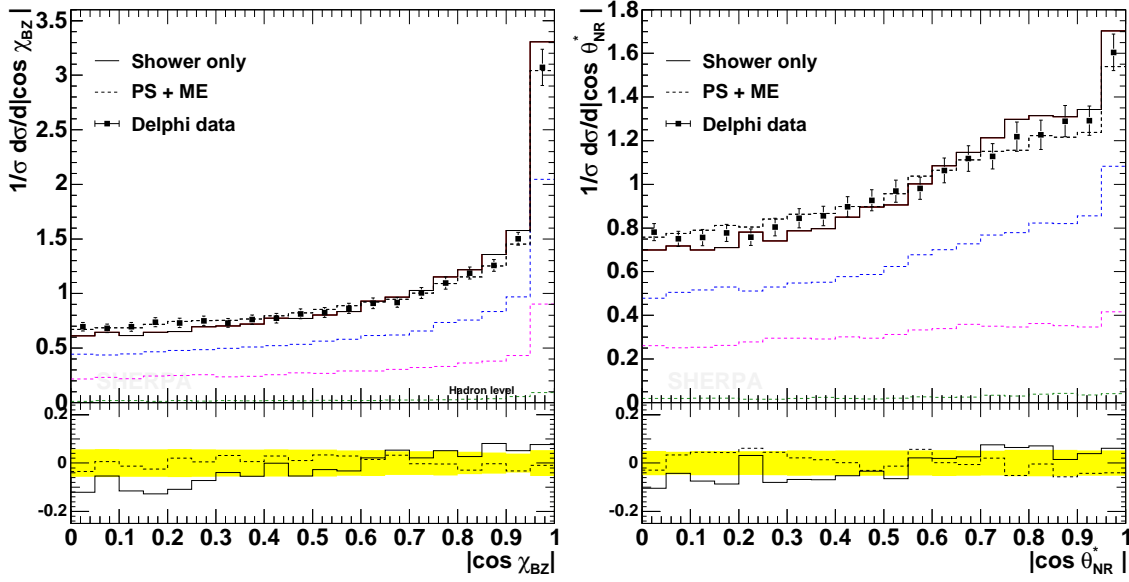 1/σ dσ/d|cos χBZ|
3.5
3
2.5
2
1.5
1
0.5
0
Shower only
PS + ME
Delphi data
SHERPA
Hadron level
0.2
0
-0.2
0 0.1 0.2 0.3 0.4 0.5 0.6 0.7 0.8 0.9 1
|cos χBZ|
1/σ dσ/d|cos θ*NR|
1.8
1.6
1.4
1.2
1
0.8
0.6
0.4
0.2
0
Shower only
PS + ME
Delphi data
SHERPA
0.2
0
-0.2
0 0.1 0.2 0.3 0.4 0.5 0.6 0.7 0.8 0.9 1
|cos θ*NR|